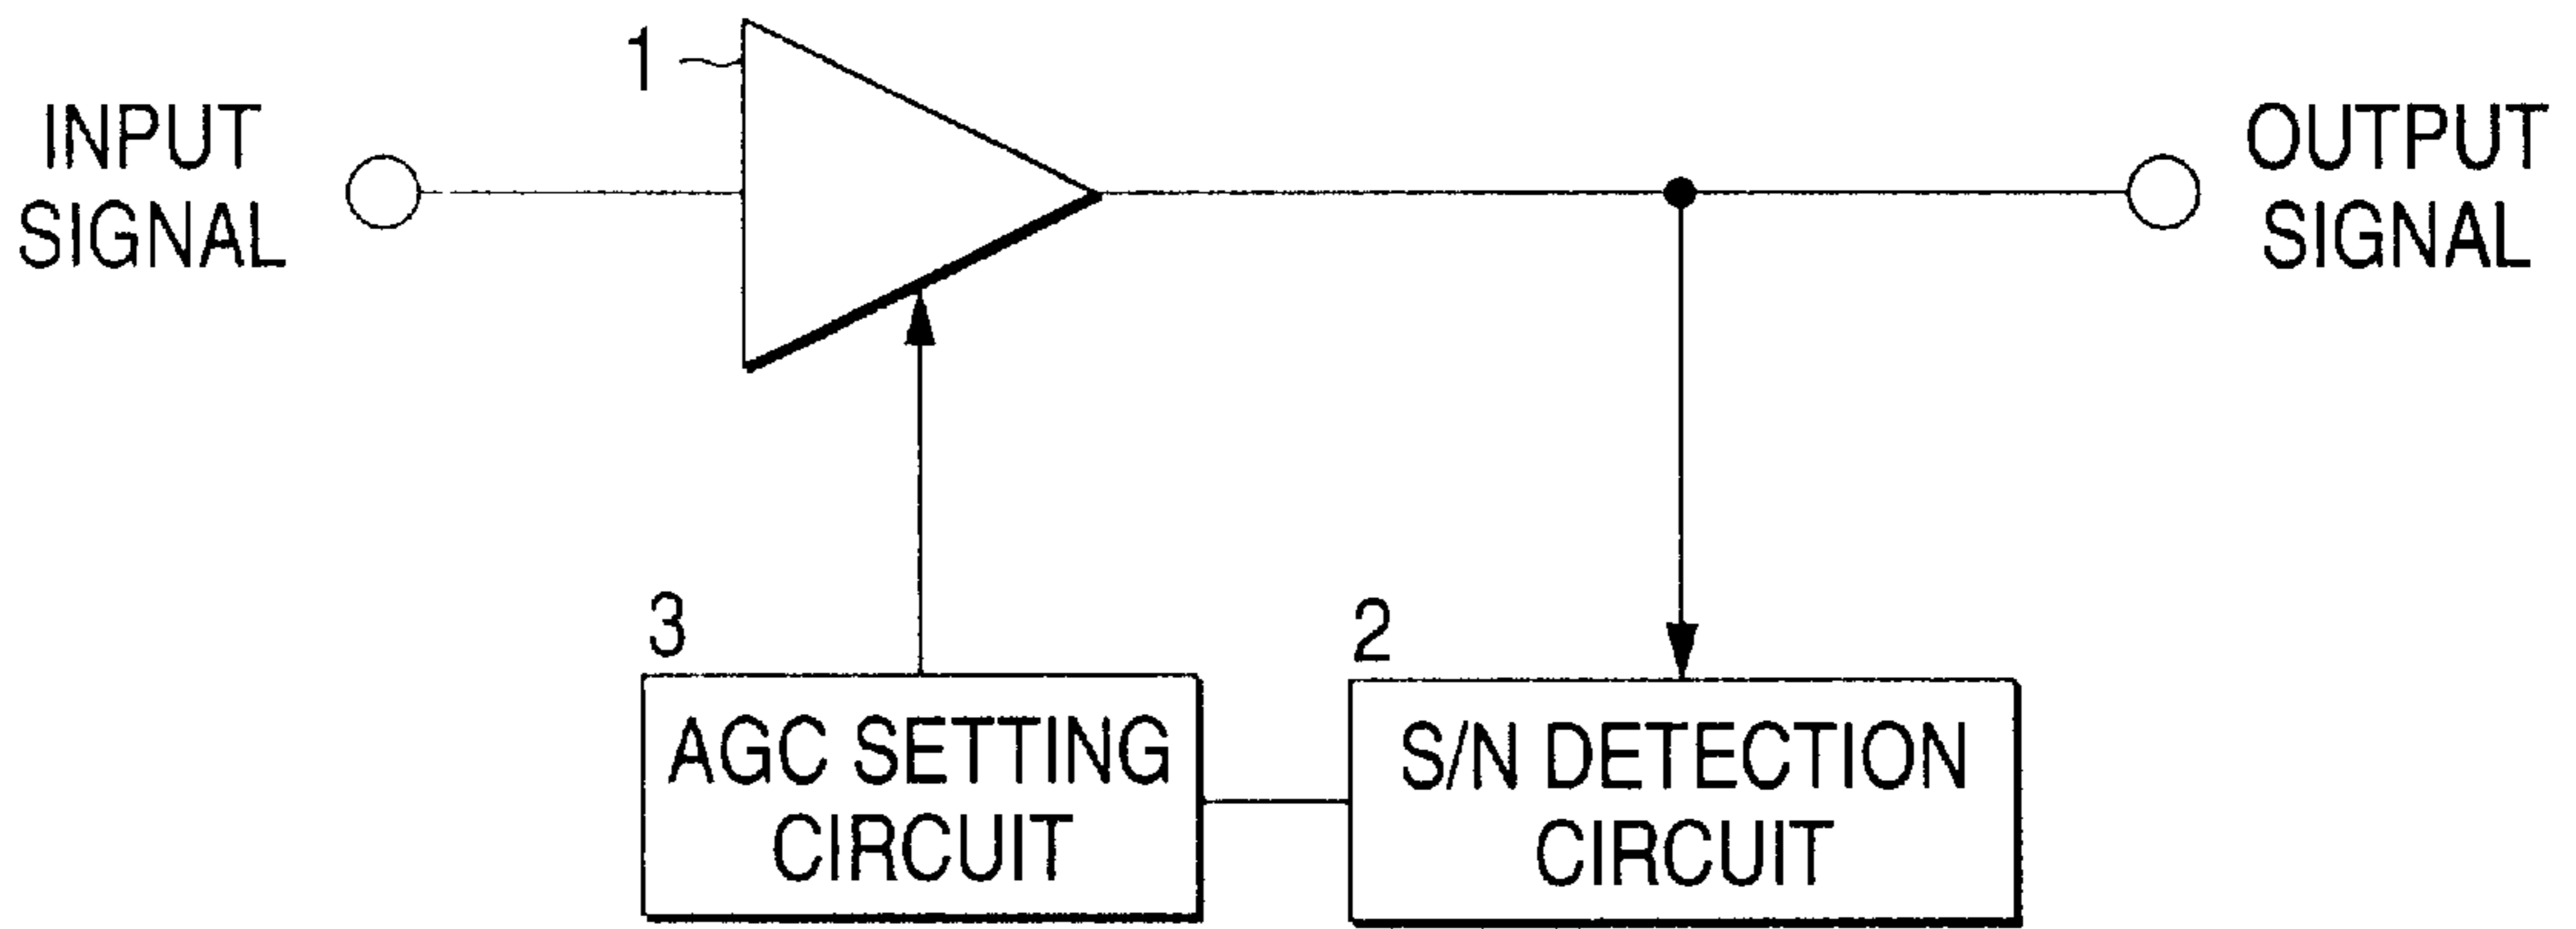 1
INPUT
SIGNAL
OUTPUT
SIGNAL
3
AGC SETTING
CIRCUIT
2
S/N DETECTION
CIRCUIT